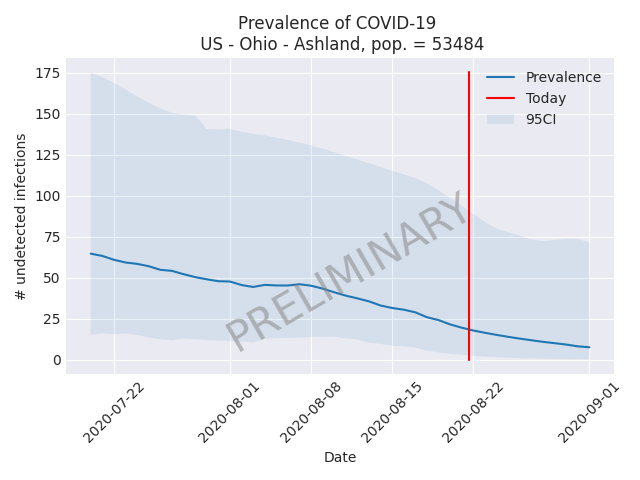 Prevalence of COVID-19
US - Ohio - Ashland, pop. = 53484
Prevalence
Today
95CI
# undetected infections
175
150
125
100
75
50
25
0
PRELIMINARY
2020-07-22
2020-08-01
2020-08-08
2020-08-15
2020-08-22
2020-09-01
Date